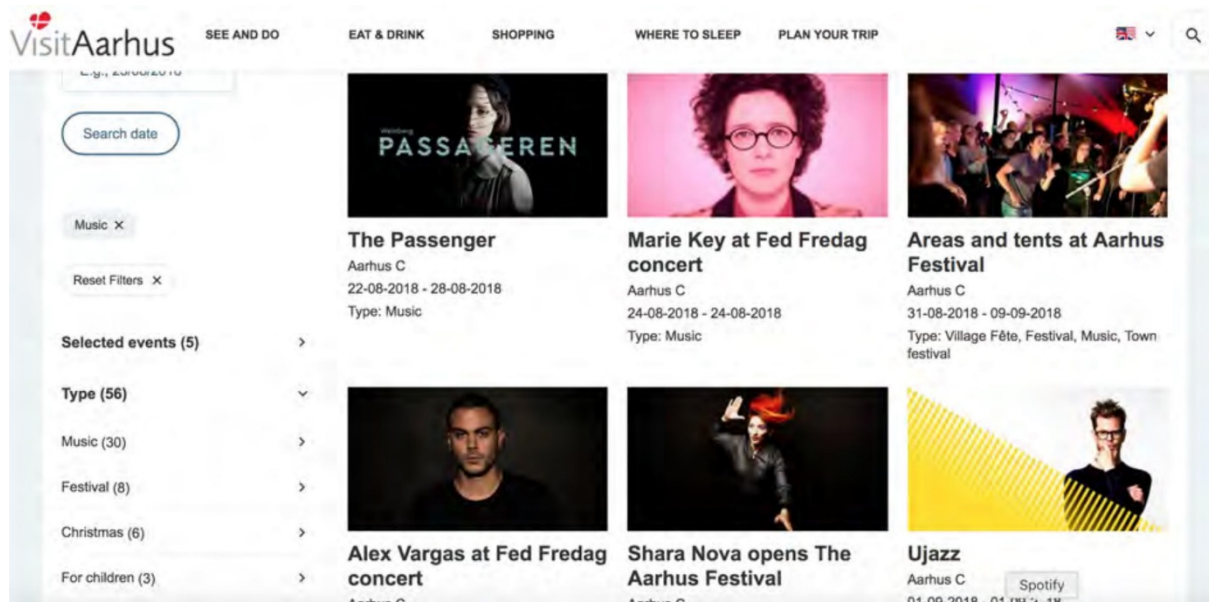 VisitAarhus
SEE AND DO
EAT & DRINK
SHOPPING
WHERE TO SLEEP
PLAN YOUR TRIP
Search date
Music ×
Reset Filters ×
Selected events (5)
Type (56)
Music (30)
Festival (8)
Christmas (6)
For children (3)
Weinberg
PASSAGEREN
The Passenger
Aarhus C
22-08-2018 - 28-08-2018
Type: Music
Marie Key at Fed Fredag
concert
Aarhus C
24-08-2018 - 24-08-2018
Type: Music
Areas and tents at Aarhus
Festival
Aarhus C
31-08-2018 - 09-09-2018
Type: Village Fête, Festival, Music, Town
festival
Alex Vargas at Fed Fredag
concert
Aarhus C
Shara Nova opens The
Aarhus Festival
Aarhus C
Ujazz
Aarhus C
Spotify